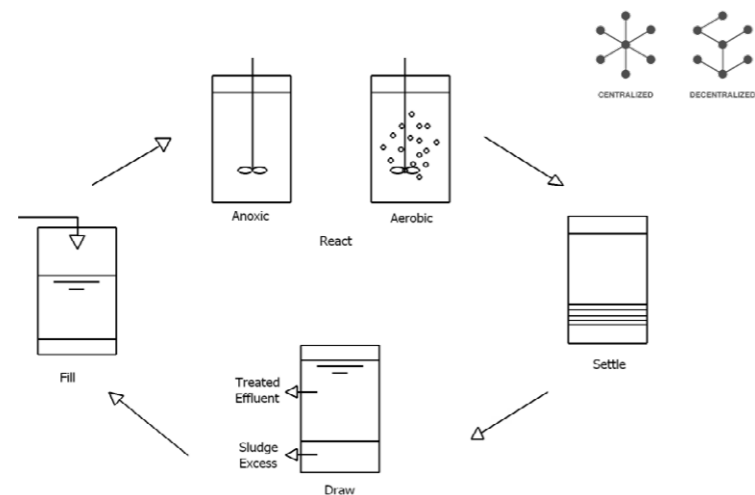 CENTRALIZED
DECENTRALIZED
Anoxic
Aerobic
React
Fill
Settle
Treated
Effluent
Sludge
Excess
Draw